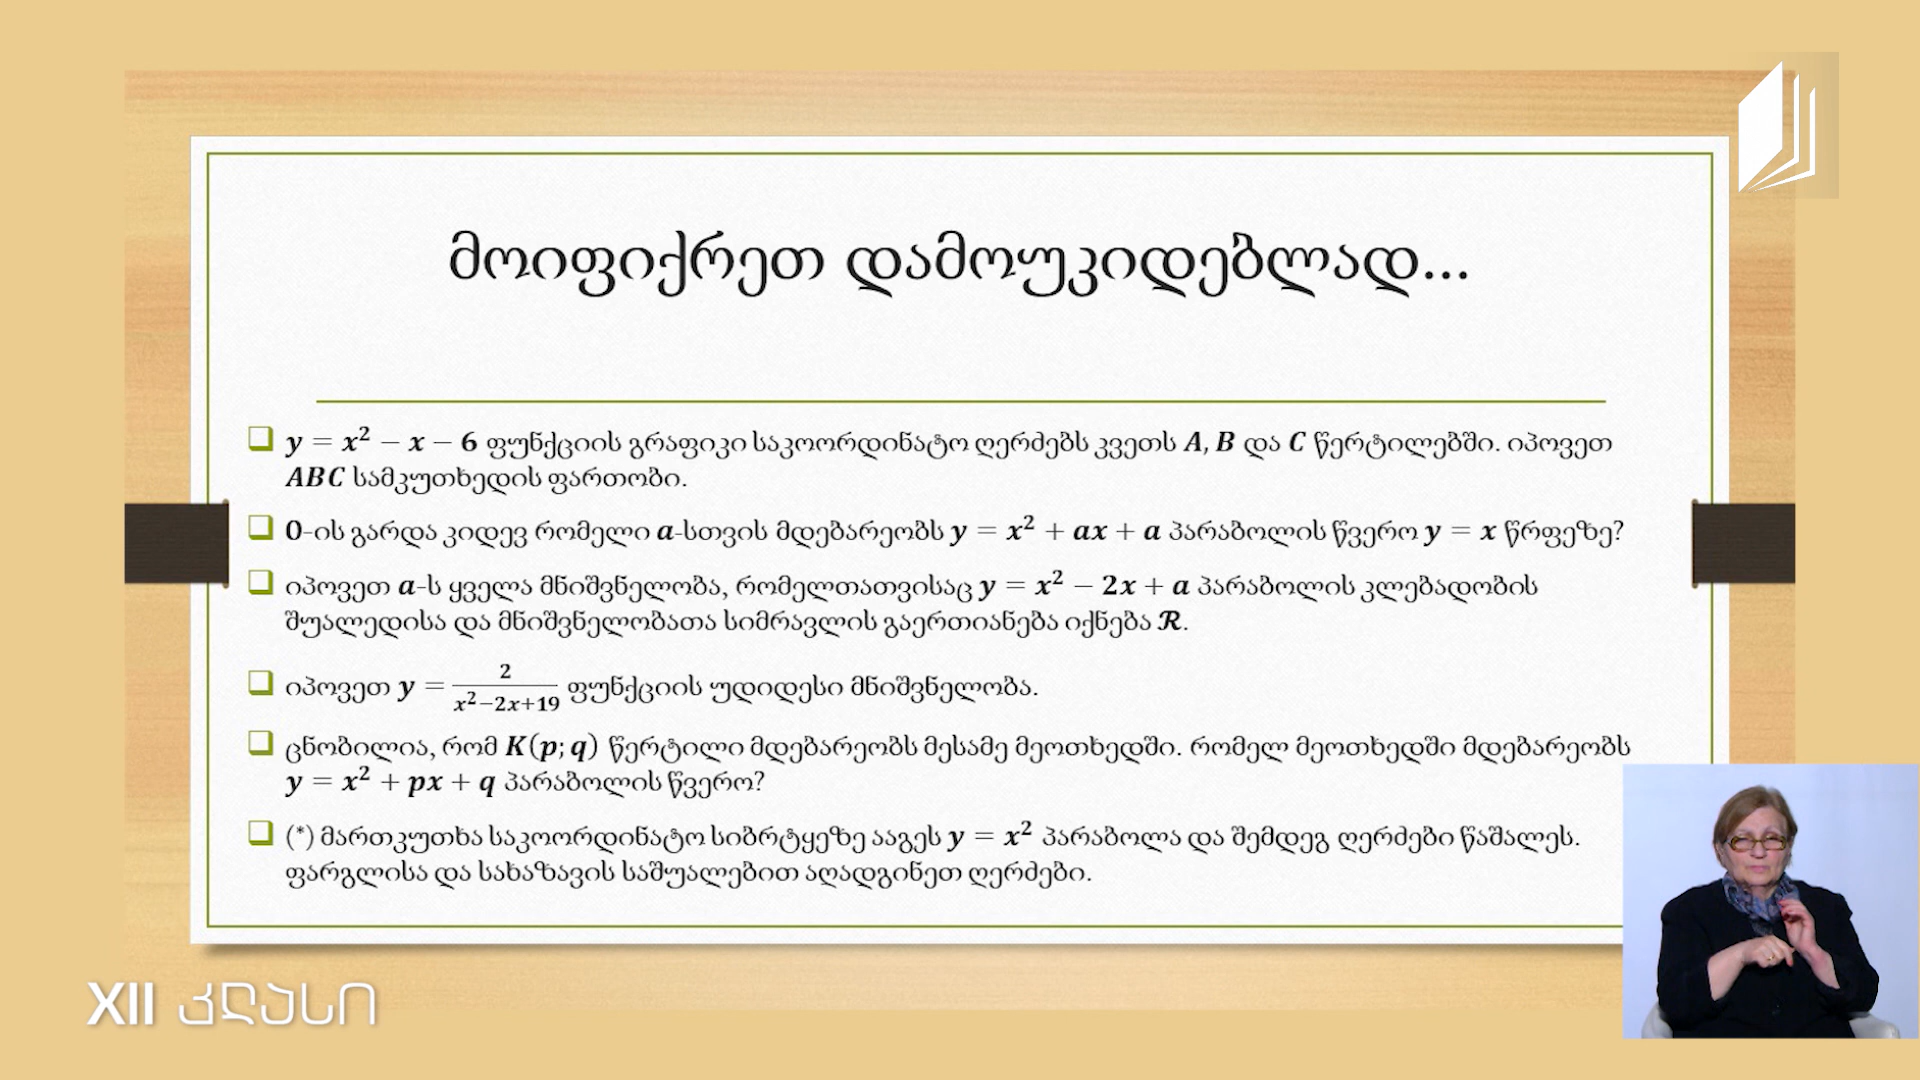 მოიფიქრეთ დამოუკიდებლად...
❑ y = x² − x − 6 ფუნქციის გრაფიკი საკოორდინატო ღერძებს კვეთს A, B და C წერტილებში. იპოვეთ
ABC სამკუთხედის ფართობი.
❑ 0-ის გარდა კიდევ რომელი a-სთვის მდებარეობს y = x² + ax + a პარაბოლის წვერო y = x წრფეზე?
❑ იპოვეთ a-ს ყველა მნიშვნელობა, რომელთათვისაც y = x² − 2x + a პარაბოლის კლებადობის
შუალედისა და მნიშვნელობათა სიმრავლის გაერთიანება იქნება ℛ.
❑ იპოვეთ y = 2/(x²−2x+19) ფუნქციის უდიდესი მნიშვნელობა.
❑ ცნობილია, რომ K(p; q) წერტილი მდებარეობს მესამე მეოთხედში. რომელ მეოთხედში მდებარეობს
y = x² + px + q პარაბოლის წვერო?
❑ (*) მართკუთხა საკოორდინატო სიბრტყეზე ააგეს y = x² პარაბოლა და შემდეგ ღერძები წაშალეს.
ფარგლისა და სახაზავის საშუალებით აღადგინეთ ღერძები.
XII კლასი